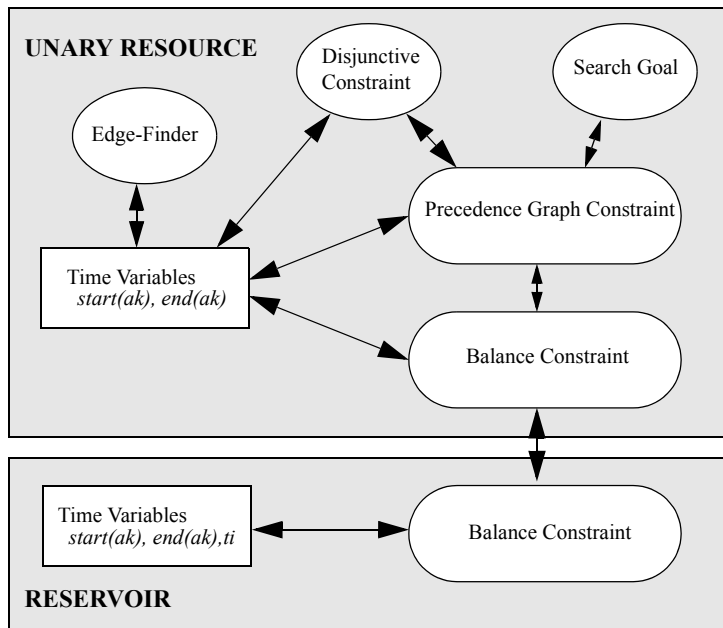 UNARY RESOURCE
Disjunctive
Constraint
Search Goal
Edge-Finder
Precedence Graph Constraint
Time Variables
start(ak), end(ak)
Balance Constraint
Time Variables
start(ak), end(ak),ti
Balance Constraint
RESERVOIR